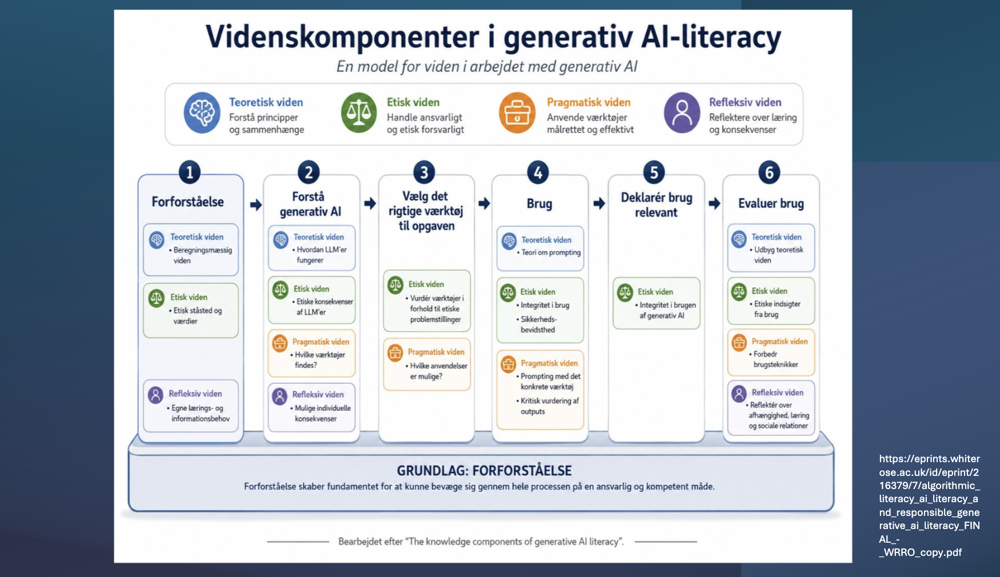 Videnskomponenter i generativ AI-literacy
En model for viden i arbejdet med generativ AI
Teoretisk viden
Forstå principper
og sammenhænge
Etisk viden
Handle ansvarligt
og etisk forsvarligt
Pragmatisk viden
Anvende værktøjer
målrettet og effektivt
Refleksiv viden
Reflektere over læring
og konsekvenser
1
Forforståelse
Teoretisk viden
• Beregningsmæssig
viden
Etisk viden
• Etisk ståsted og
værdier
Refleksiv viden
• Egne lærings- og
informationsbehov
2
Forstå
generativ AI
Teoretisk viden
• Hvordan LLM'er
fungerer
Etisk viden
• Etiske konsekvenser
af LLM'er
Pragmatisk viden
• Hvilke værktøjer
findes?
Refleksiv viden
• Mulige individuelle
konsekvenser
3
Vælg det
rigtige værktøj
til opgaven
Etisk viden
• Vurdér værktøjer i
forhold til etiske
problemstillinger
Pragmatisk viden
• Hvilke anvendelser
er mulige?
4
Brug
Teoretisk viden
• Teori om prompting
Etisk viden
• Integritet i brug
• Sikkerheds-
bevidsthed
Pragmatisk viden
• Prompting med det
konkrete værktøj
• Kritisk vurdering af
outputs
5
Deklarér brug
relevant
Etisk viden
• Integritet i brugen
af generativ AI
6
Evaluer brug
Teoretisk viden
• Udbyg teoretisk
viden
Etisk viden
• Etiske indsigter
fra brug
Pragmatisk viden
• Forbedr
brugsteknikker
Refleksiv viden
• Reflektér over
afhængighed, læring
og sociale relationer
GRUNDLAG: FORFORSTÅELSE
Forforståelse skaber fundamentet for at kunne bevæge sig gennem hele processen på en ansvarlig og kompetent måde.
Bearbejdet efter "The knowledge components of generative AI literacy".
https://eprints.whiter
ose.ac.uk/id/eprint/2
16379/7/algorithmic_
literacy_ai_literacy_a
nd_responsible_gene
rative_ai_literacy_FIN
AL_-
_WRRO_copy.pdf